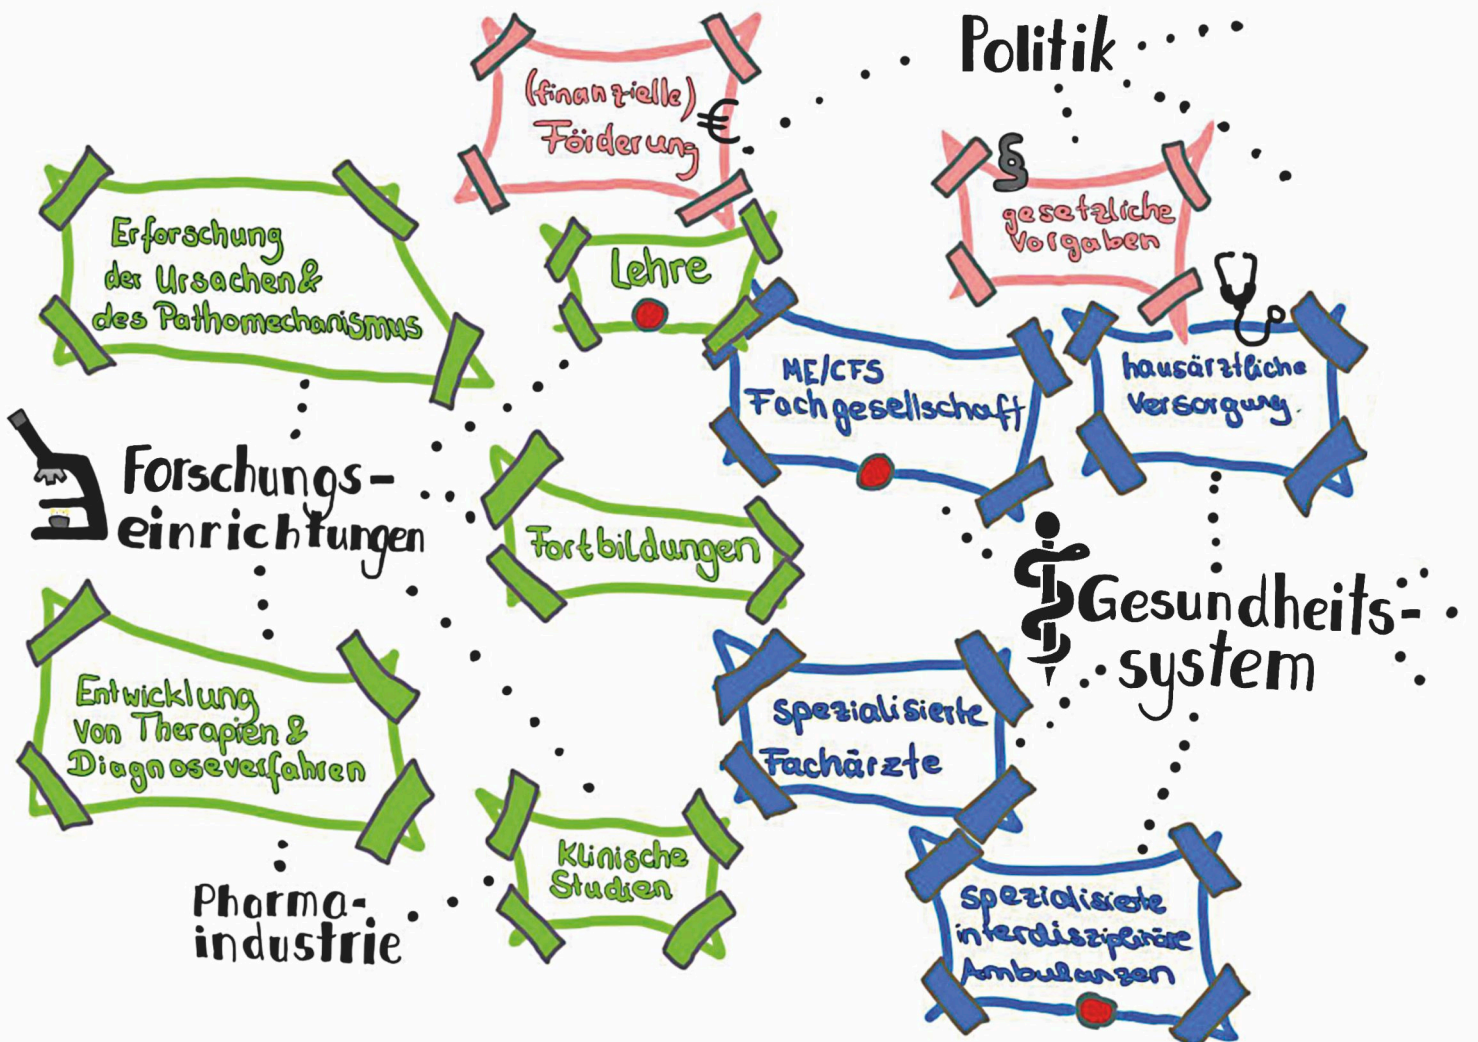 Politik
(finanzielle)
Förderung
€
§
gesetzliche
Vorgaben
Erforschung
der Ursachen &
des Pathomechanismus
Lehre
ME/CFS
Fachgesellschaft
hausärztliche
Versorgung.
Forschungs-
einrichtungen
Fortbildungen
Gesundheits-
system
Entwicklung
von Therapien &
Diagnoseverfahren
spezialisierte
Fachärzte
Klinische
Studien
Pharma-
industrie
spezialisierte
interdisziplinäre
Ambulanzen